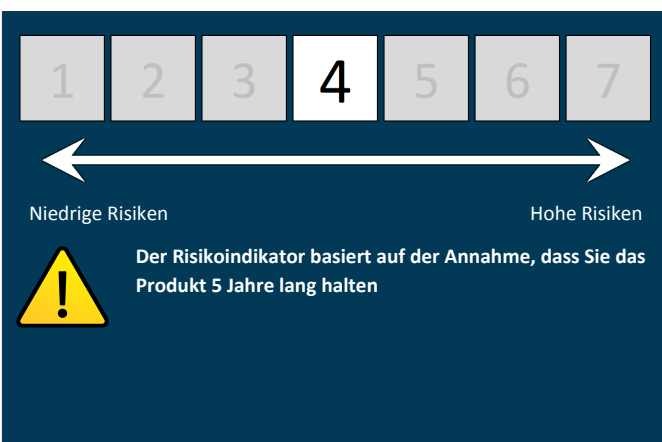 1 2 3 4 5 6 7
Niedrige Risiken Hohe Risiken
Der Risikoindikator basiert auf der Annahme, dass Sie das
Produkt 5 Jahre lang halten